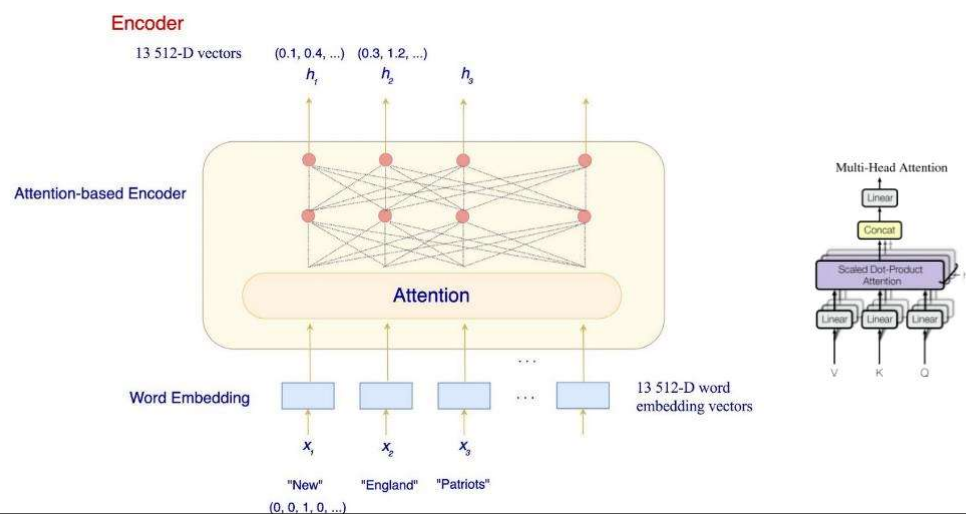 Encoder
13 512-D vectors
(0.1, 0.4, ...) (0.3, 1.2, ...)
h₁ h₂ h₃
Attention-based Encoder
Attention
...
Word Embedding
...
13 512-D word
embedding vectors
x₁ x₂ x₃
"New" "England" "Patriots"
(0, 0, 1, 0, ...)
Multi-Head Attention
Linear
Concat
Scaled Dot-Product
Attention
Linear Linear Linear
V K Q